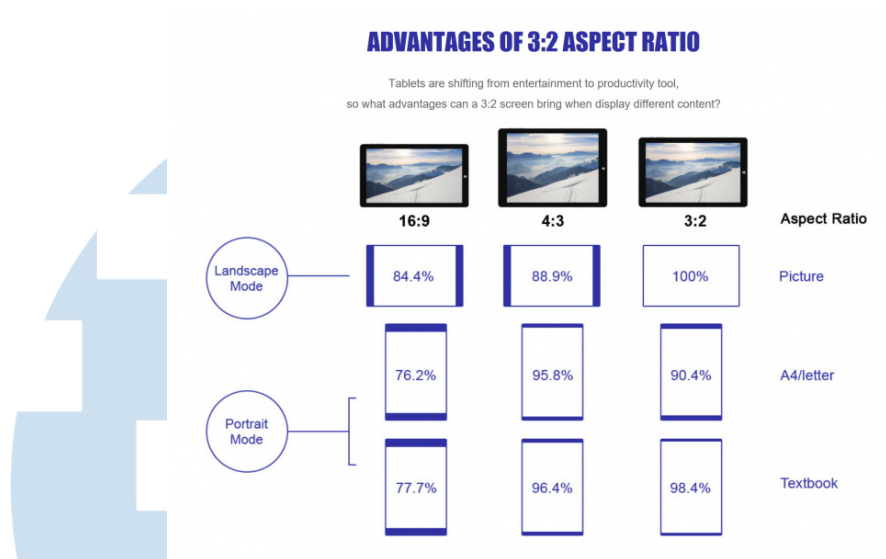 ADVANTAGES OF 3:2 ASPECT RATIO
Tablets are shifting from entertainment to productivity tool,
so what advantages can a 3:2 screen bring when display different content?
16:9 4:3 3:2 Aspect Ratio
Landscape
Mode
84.4% 88.9% 100% Picture
76.2% 95.8% 90.4% A4/letter
Portrait
Mode
77.7% 96.4% 98.4% Textbook